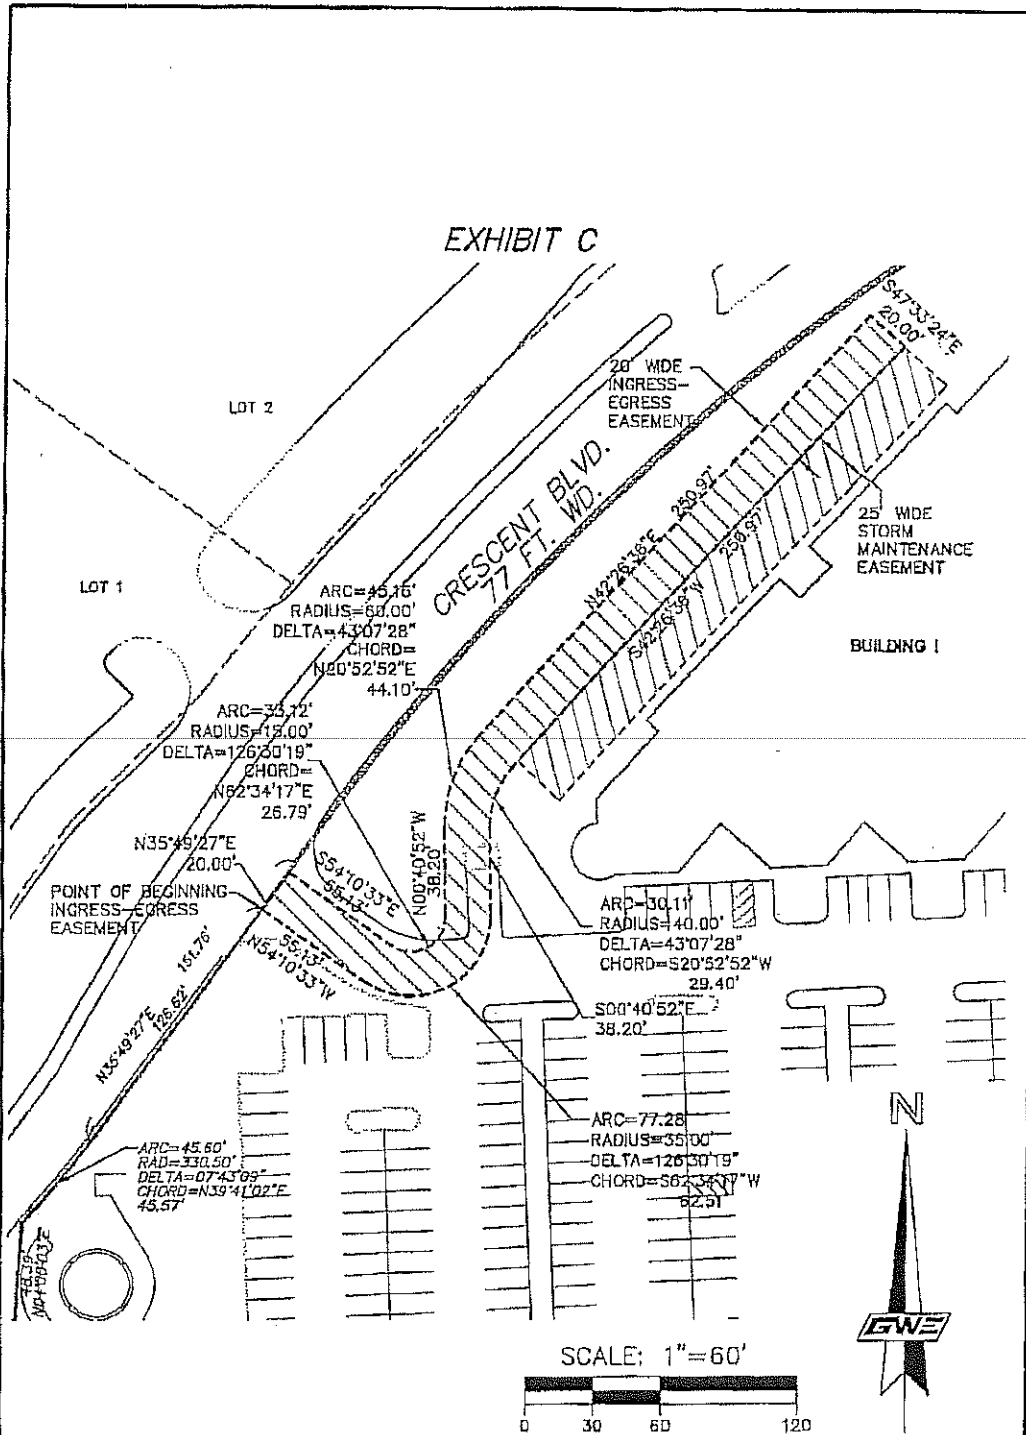 EXHIBIT C
S47°33'24"E
20.00'
20' WIDE
INGRESS-
EGRESS
EASEMENT
LOT 2
CRESCENT BLVD.
77 FT. WD.
N42°26'36"E 250.97'
S42°26'36"W 250.97'
25' WIDE
STORM
MAINTENANCE
EASEMENT
LOT 1
BUILDING I
ARC=45.16'
RADIUS=60.00'
DELTA=43°07'28"
CHORD=
N20°52'52"E
44.10'
ARC=33.12'
RADIUS=15.00'
DELTA=126°30'19"
CHORD=
N62°34'17"E
26.79'
N35°49'27"E
20.00'
POINT OF BEGINNING
INGRESS-EGRESS
EASEMENT
S54°10'33"E
55.13'
N00°40'52"W
38.20'
55.13'
N54°10'33"W
ARC=30.11'
RADIUS=40.00'
DELTA=43°07'28"
CHORD=S20°52'52"W
29.40'
S00°40'52"E
38.20'
151.76'
N35°49'27"E
126.62'
ARC=77.28
RADIUS=35.00'
DELTA=126°30'19"
CHORD=S62°34'17"W
62.51
ARC=45.60'
RAD=330.50'
DELTA=07°43'09"
CHORD=N39°41'02"E
45.57'
N
GWE
SCALE: 1"=60'
0 30 60 120